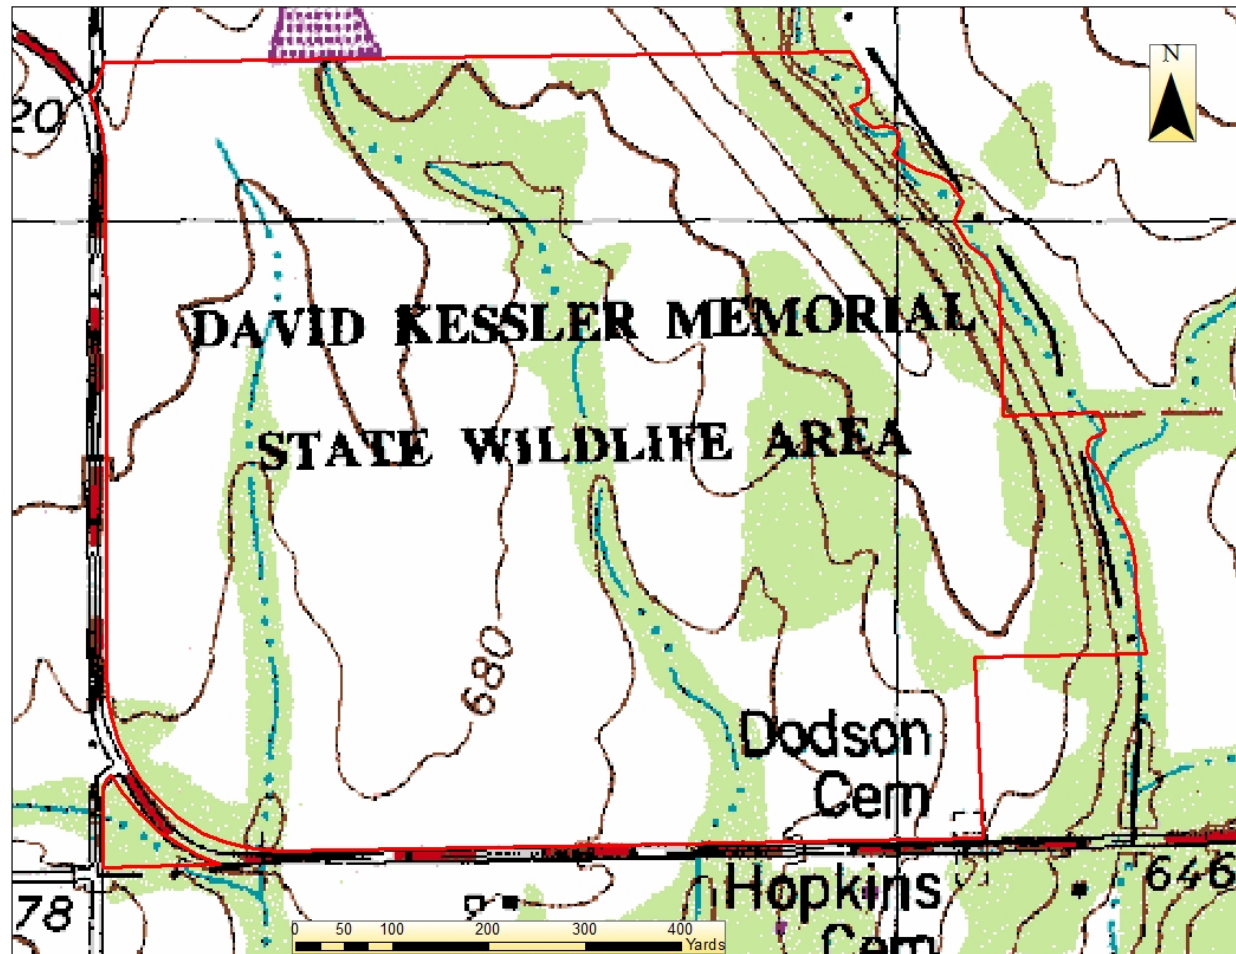 N
20
DAVID KESSLER MEMORIAL
STATE WILDLIFE AREA
680
Dodson
Cem
646
Hopkins
Cem
78
0 50 100 200 300 400
Yards